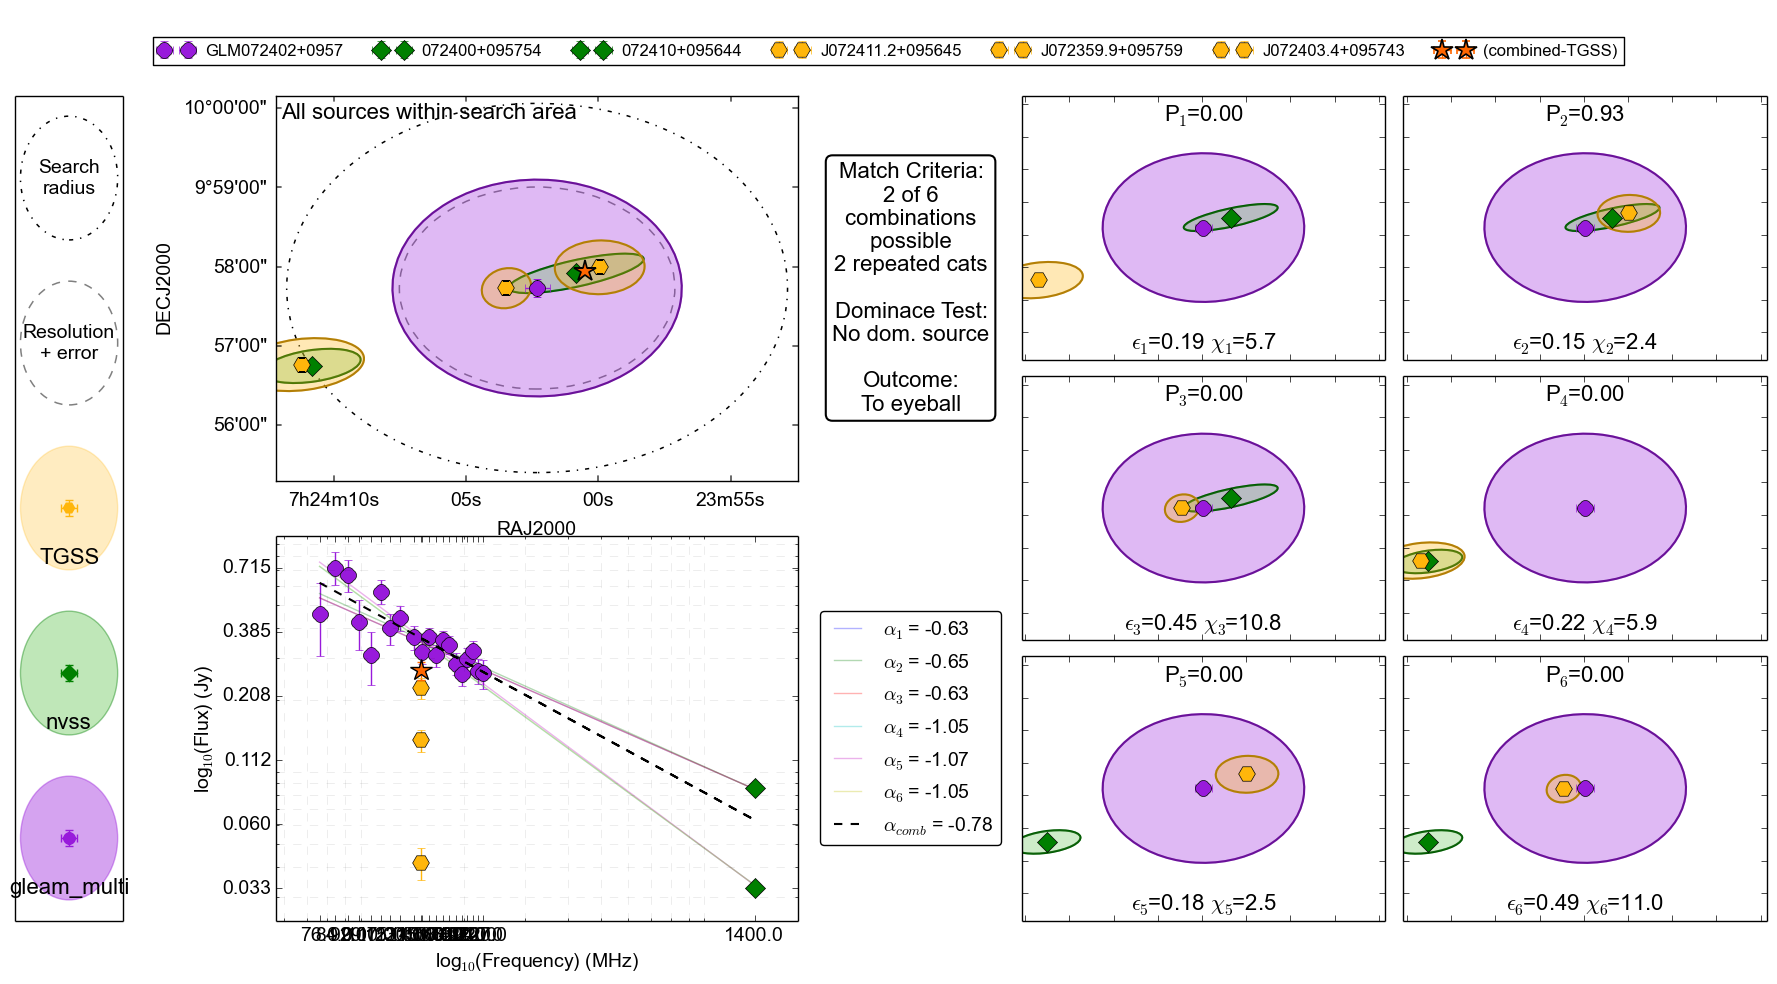 GLM072402+0957 072400+095754 072410+095644 J072411.2+095645 J072359.9+095759 J072403.4+095743 (combined-TGSS)
Search
radius
Resolution
+ error
TGSS
nvss
gleam_multi
All sources within search area
10°00'00"
9°59'00"
58'00"
57'00"
56'00"
DECJ2000
7h24m10s 05s 00s 23m55s
RAJ2000
Match Criteria:
2 of 6
combinations
possible
2 repeated cats
Dominace Test:
No dom. source
Outcome:
To eyeball
0.715
0.385
0.208
0.112
0.060
0.033
log10(Flux) (Jy)
1400.0
log10(Frequency) (MHz)
α1 = -0.63
α2 = -0.65
α3 = -0.63
α4 = -1.05
α5 = -1.07
α6 = -1.05
αcomb = -0.78
P1=0.00
ϵ1=0.19 χ1=5.7
P2=0.93
ϵ2=0.15 χ2=2.4
P3=0.00
ϵ3=0.45 χ3=10.8
P4=0.00
ϵ4=0.22 χ4=5.9
P5=0.00
ϵ5=0.18 χ5=2.5
P6=0.00
ϵ6=0.49 χ6=11.0